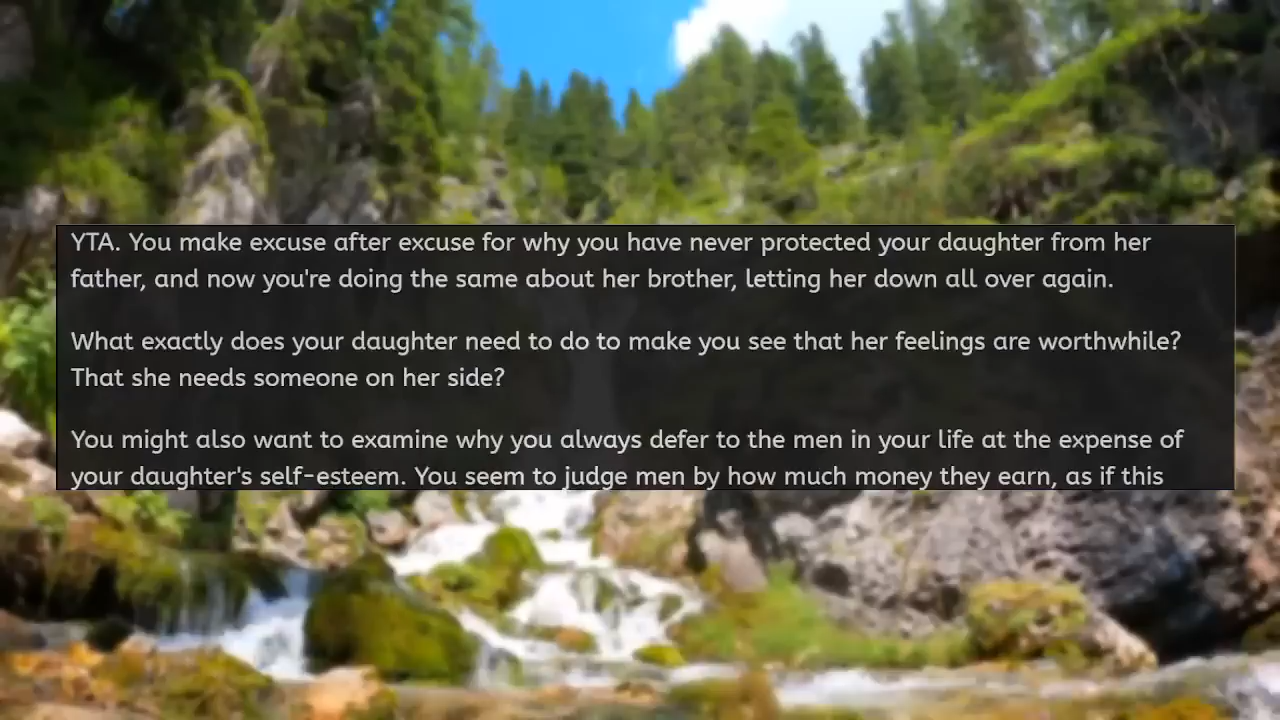 YTA. You make excuse after excuse for why you have never protected your daughter from her
father, and now you're doing the same about her brother, letting her down all over again.
What exactly does your daughter need to do to make you see that her feelings are worthwhile?
That she needs someone on her side?
You might also want to examine why you always defer to the men in your life at the expense of
your daughter's self-esteem. You seem to judge men by how much money they earn, as if this